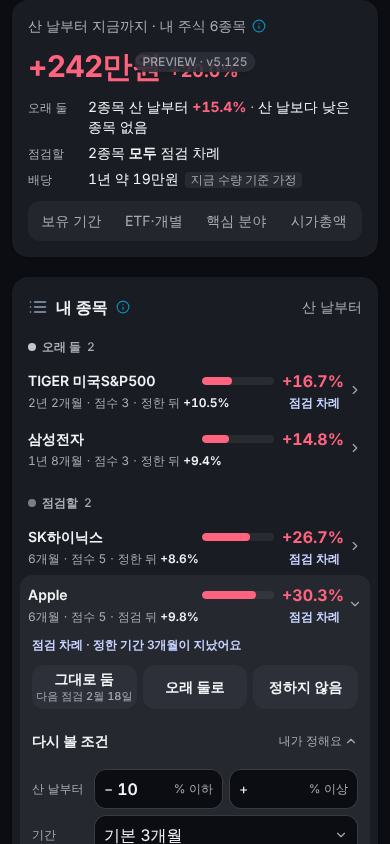 산 날부터 지금까지 · 내 주식 6종목
+242만원 +20.6%
PREVIEW · v5.125
오래 둘 2종목 산 날부터 +15.4% · 산 날보다 낮은
종목 없음
점검할 2종목 모두 점검 차례
배당 1년 약 19만원 지금 수량 기준 가정
보유 기간 ETF·개별 핵심 분야 시가총액
내 종목 산 날부터
오래 둘 2
TIGER 미국S&P500 +16.7%
2년 2개월 · 점수 3 · 정한 뒤 +10.5% 점검 차례
삼성전자 +14.8%
1년 8개월 · 점수 3 · 정한 뒤 +9.4%
점검할 2
SK하이닉스 +26.7%
6개월 · 점수 5 · 정한 뒤 +8.6% 점검 차례
Apple +30.3%
6개월 · 점수 5 · 점검 뒤 +9.8% 점검 차례
점검 차례 · 정한 기간 3개월이 지났어요
그대로 둠 오래 둘로 정하지 않음
다음 점검 2월 18일
다시 볼 조건 내가 정해요
산 날부터 − 10 % 이하 + % 이상
기간 기본 3개월